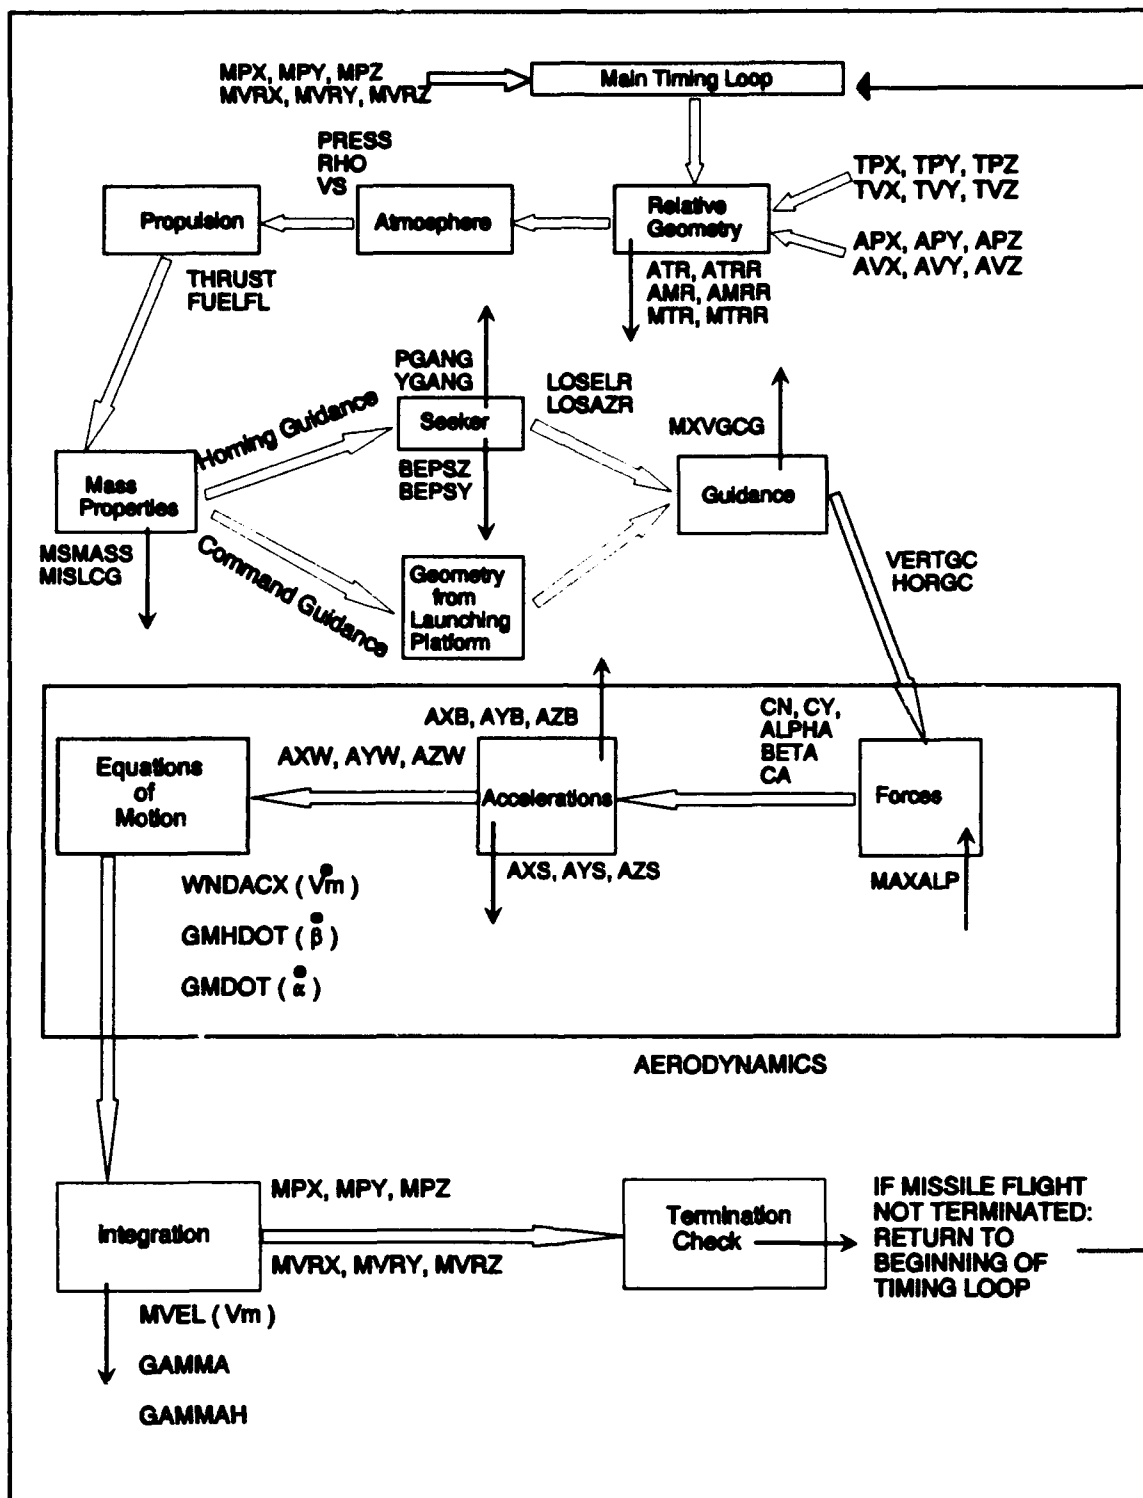 MPX, MPY, MPZ
MVRX, MVRY, MVRZ
Main Timing Loop
PRESS
RHO
VS
TPX, TPY, TPZ
TVX, TVY, TVZ
Propulsion
Atmosphere
Relative
Geometry
APX, APY, APZ
AVX, AVY, AVZ
THRUST
FUELFL
ATR, ATRR
AMR, AMRR
MTR, MTRR
PGANG
YGANG
LOSELR
LOSAZR
Homing Guidance
Seeker
MXVGCG
BEPSZ
BEPSY
Mass
Properties
Guidance
MSMASS
MISLCG
Command Guidance
Geometry
from
Launching
Platform
VERTGC
HORGC
AXB, AYB, AZB
CN, CY,
ALPHA
BETA
CA
Equations
of
Motion
AXW, AYW, AZW
Accelerations
Forces
AXS, AYS, AZS
MAXALP
WNDACX ( V̇m )
GMHDOT ( β̇ )
GMDOT ( α̇ )
AERODYNAMICS
Integration
MPX, MPY, MPZ
MVRX, MVRY, MVRZ
Termination
Check
IF MISSILE FLIGHT
NOT TERMINATED:
RETURN TO
BEGINNING OF
TIMING LOOP
MVEL ( Vm )
GAMMA
GAMMAH